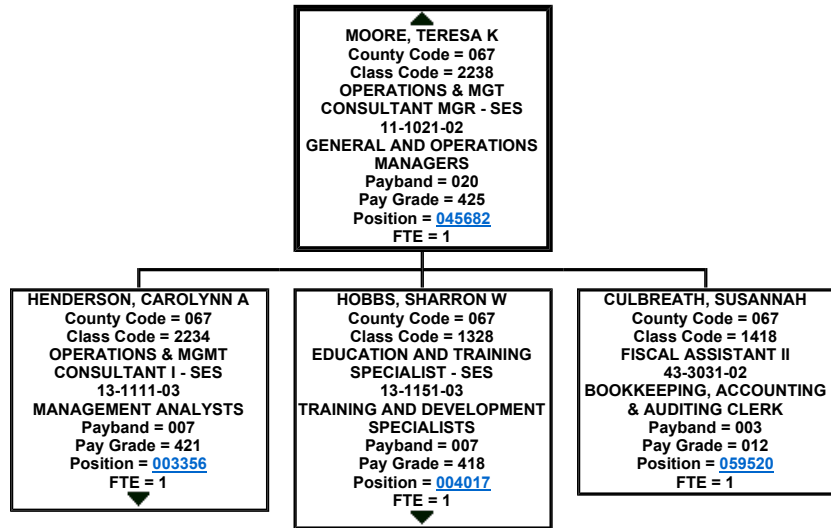 MOORE, TERESA K
County Code = 067
Class Code = 2238
OPERATIONS & MGT
CONSULTANT MGR - SES
11-1021-02
GENERAL AND OPERATIONS
MANAGERS
Payband = 020
Pay Grade = 425
Position = 045682
FTE = 1
HENDERSON, CAROLYNN A
County Code = 067
Class Code = 2234
OPERATIONS & MGMT
CONSULTANT I - SES
13-1111-03
MANAGEMENT ANALYSTS
Payband = 007
Pay Grade = 421
Position = 003356
FTE = 1
HOBBS, SHARRON W
County Code = 067
Class Code = 1328
EDUCATION AND TRAINING
SPECIALIST - SES
13-1151-03
TRAINING AND DEVELOPMENT
SPECIALISTS
Payband = 007
Pay Grade = 418
Position = 004017
FTE = 1
CULBREATH, SUSANNAH
County Code = 067
Class Code = 1418
FISCAL ASSISTANT II
43-3031-02
BOOKKEEPING, ACCOUNTING
& AUDITING CLERK
Payband = 003
Pay Grade = 012
Position = 059520
FTE = 1